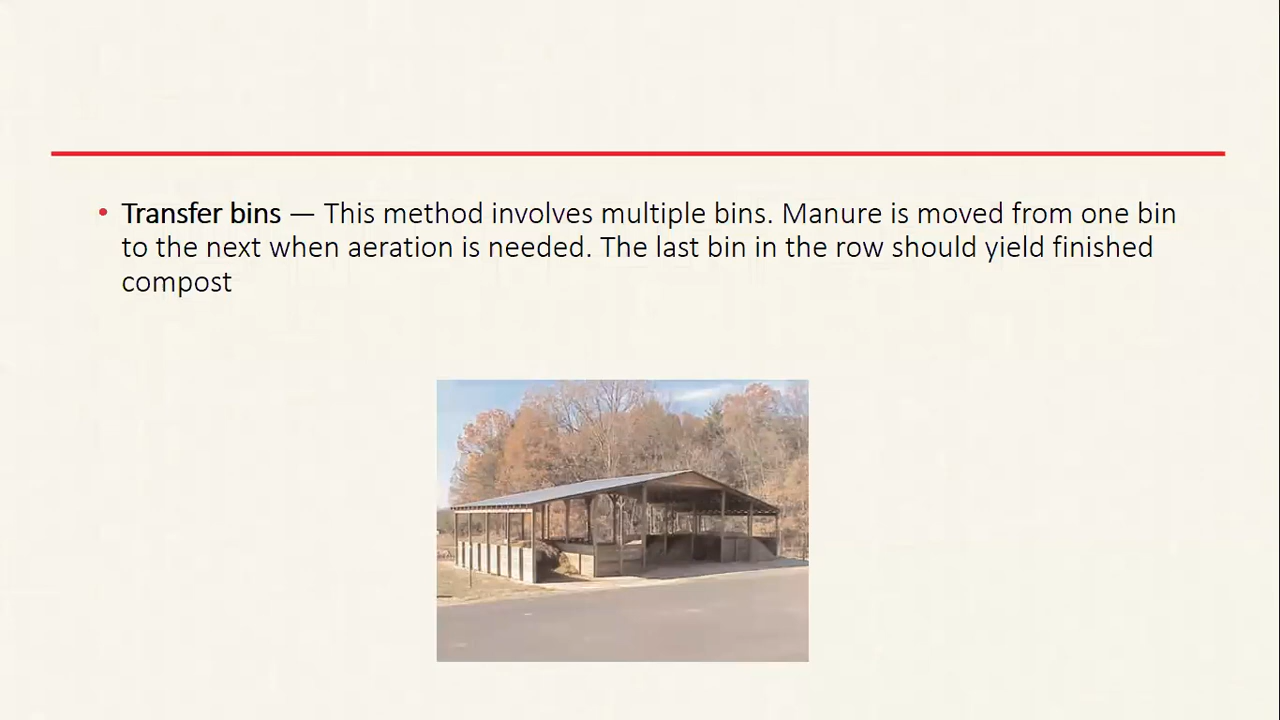 • Transfer bins — This method involves multiple bins. Manure is moved from one bin
to the next when aeration is needed. The last bin in the row should yield finished
compost